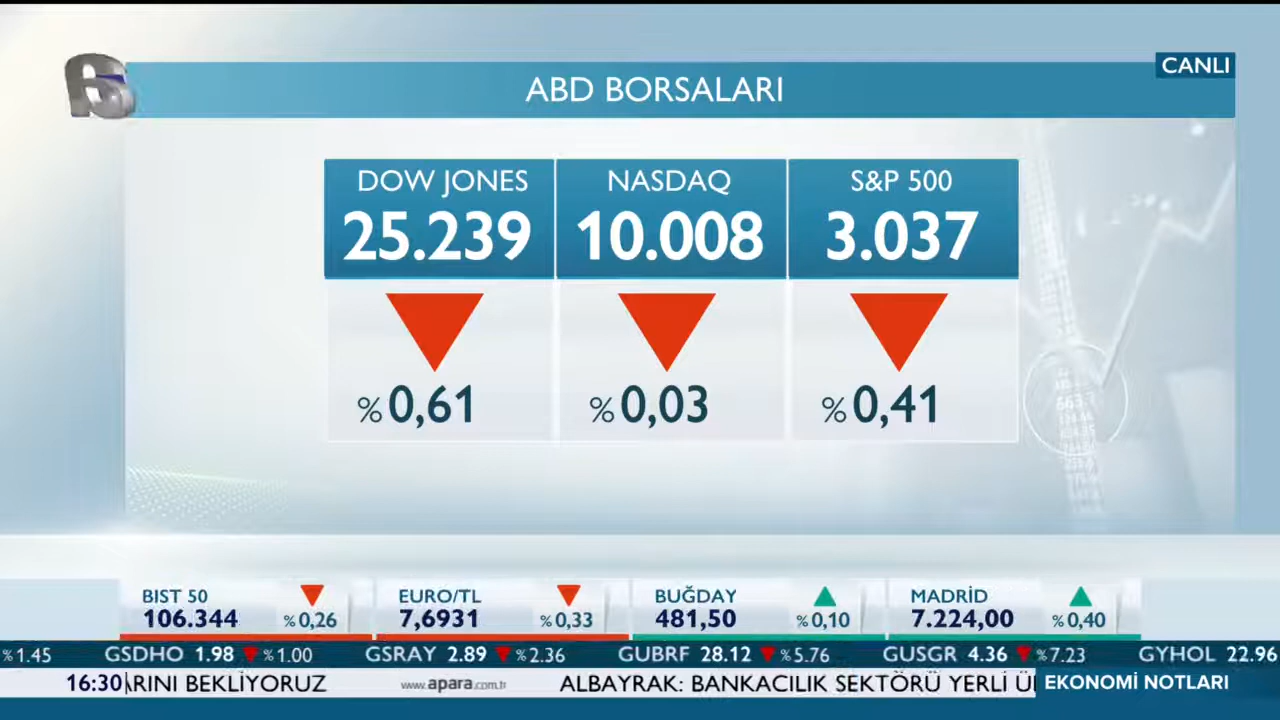 CANLI
ABD BORSALARI
DOW JONES NASDAQ S&P 500
25.239 10.008 3.037
%0,61 %0,03 %0,41
BIST 50 EURO/TL BUĞDAY MADRİD
106.344 %0,26 7,6931 %0,33 481,50 %0,10 7.224,00 %0,40
%1.45 GSDHO 1.98 %1.00 GSRAY 2.89 %2.36 GUBRF 28.12 %5.76 GUSGR 4.36 %7.23 GYHOL 22.96
16:30 ARINI BEKLİYORUZ www.apara.com.tr ALBAYRAK: BANKACILIK SEKTÖRÜ YERLİ EKONOMİ NOTLARI